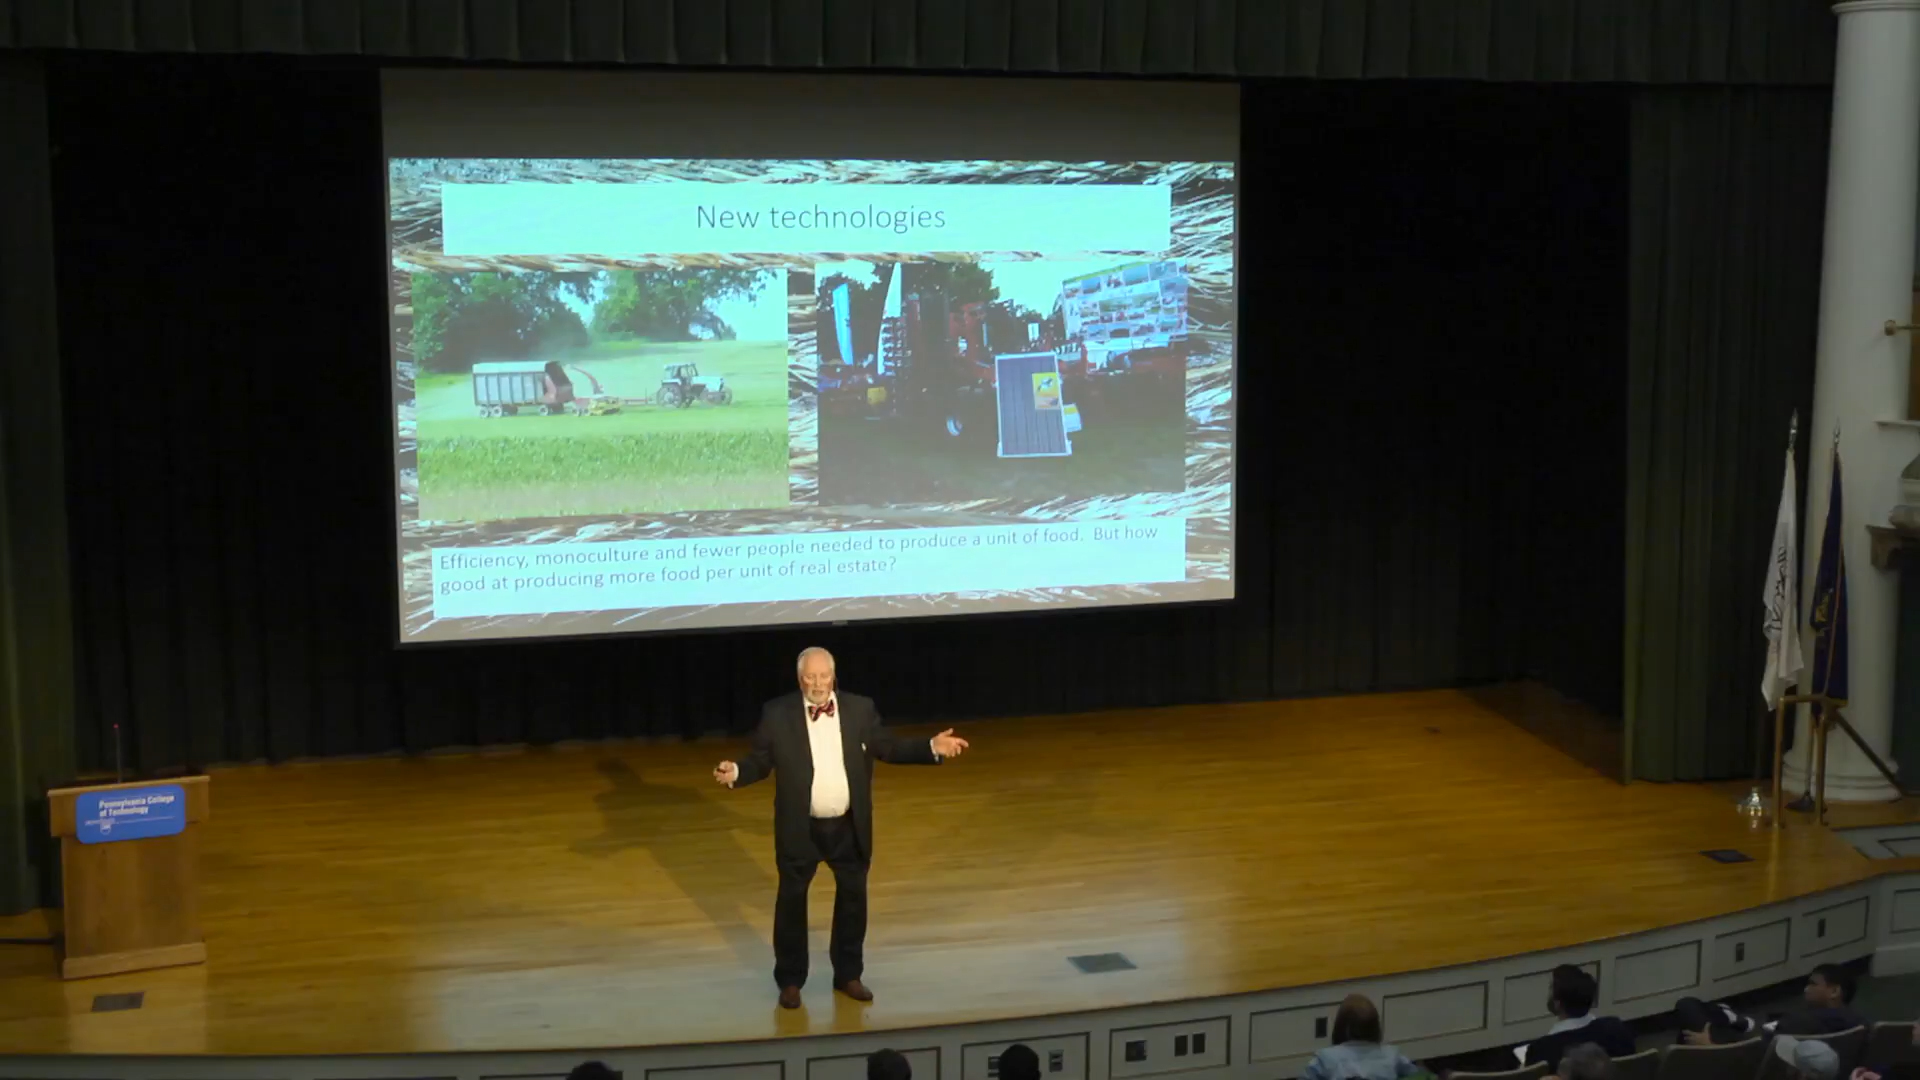 New technologies
Efficiency, monoculture and fewer people needed to produce a unit of food. But how
good at producing more food per unit of real estate?
Pennsylvania College
of Technology